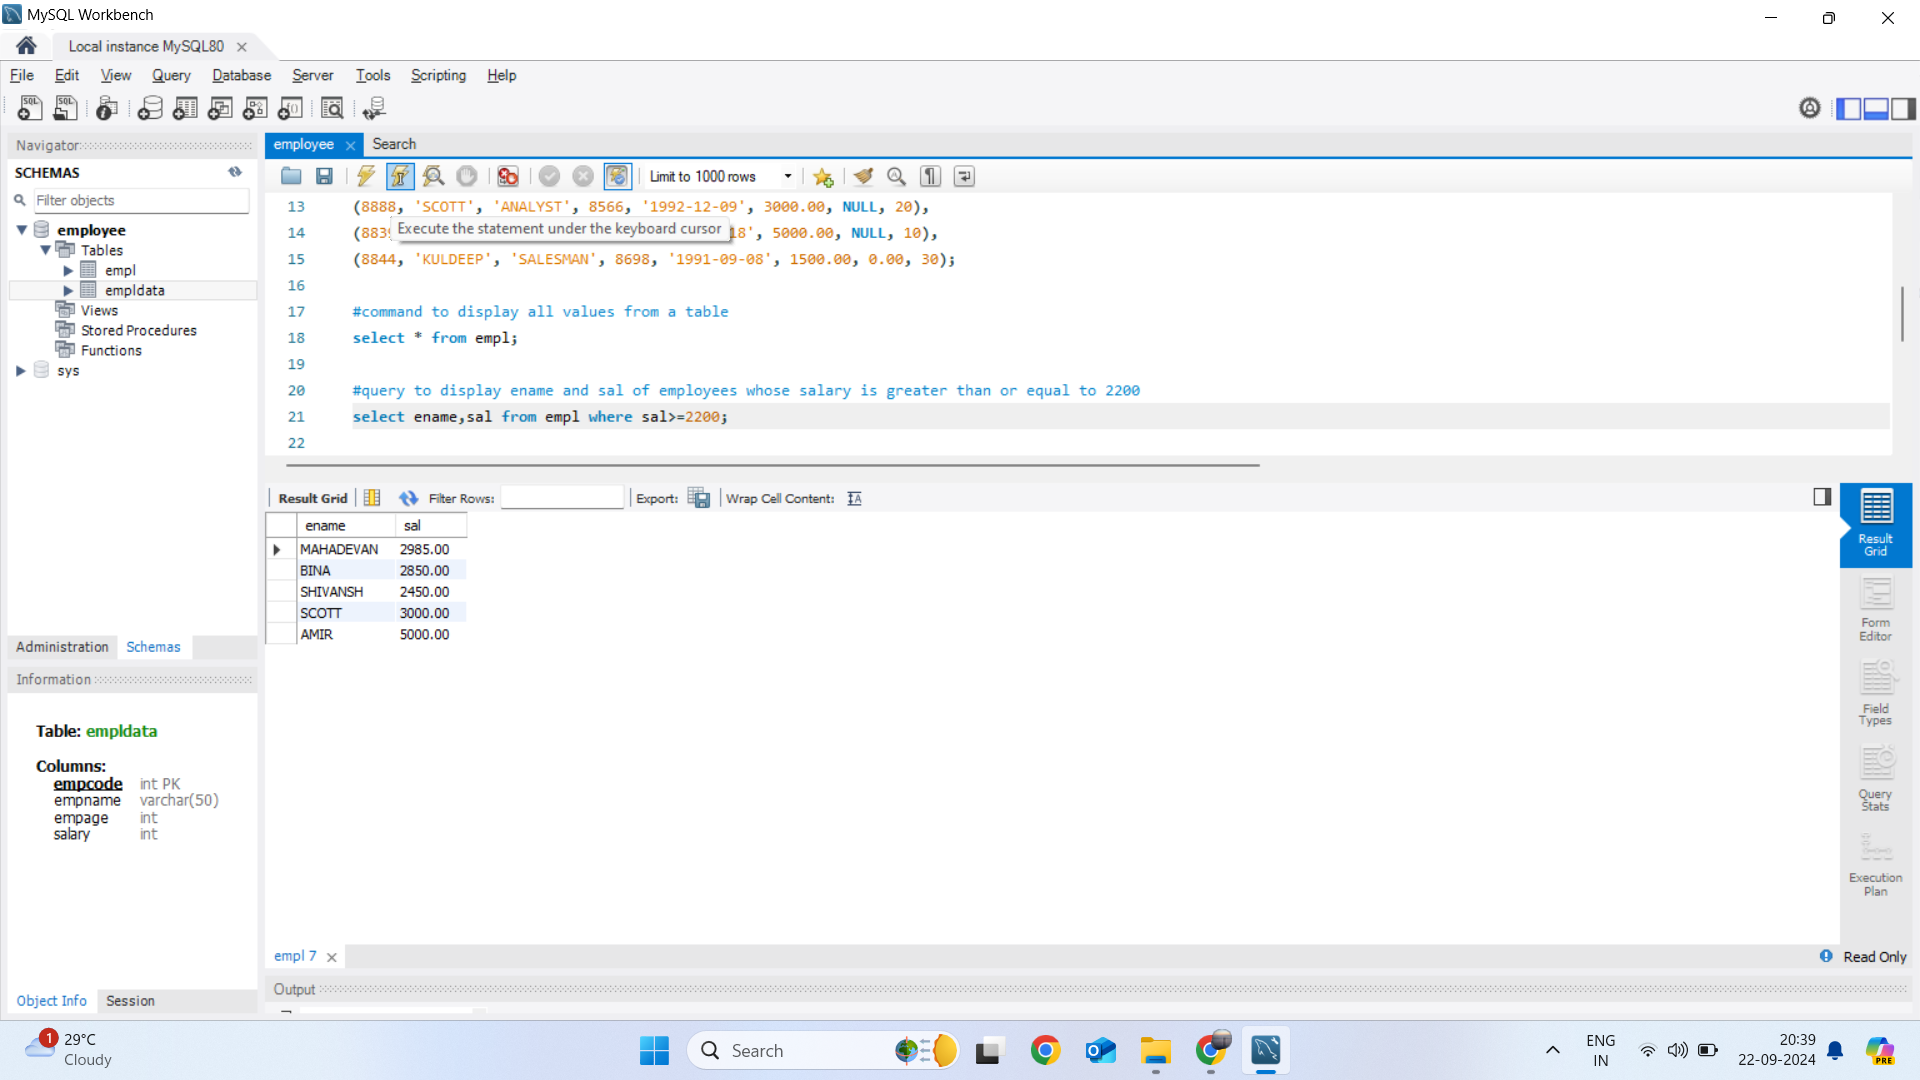 MySQL Workbench
Local instance MySQL80
File Edit View Query Database Server Tools Scripting Help
Navigator
SCHEMAS
Filter objects
employee
Tables
empl
empldata
Views
Stored Procedures
Functions
sys
Administration Schemas
Information
Table: empldata
Columns:
empcode int PK
empname varchar(50)
empage int
salary int
Object Info Session
employee Search
Limit to 1000 rows
13 (8888, 'SCOTT', 'ANALYST', 8566, '1992-12-09', 3000.00, NULL, 20),
Execute the statement under the keyboard cursor
14 (883 18', 5000.00, NULL, 10),
15 (8844, 'KULDEEP', 'SALESMAN', 8698, '1991-09-08', 1500.00, 0.00, 30);
16
17 #command to display all values from a table
18 select * from empl;
19
20 #query to display ename and sal of employees whose salary is greater than or equal to 2200
21 select ename,sal from empl where sal>=2200;
22
Result Grid Filter Rows: Export: Wrap Cell Content:
ename sal
MAHADEVAN 2985.00
BINA 2850.00
SHIVANSH 2450.00
SCOTT 3000.00
AMIR 5000.00
Result
Grid
Form
Editor
Field
Types
Query
Stats
Execution
Plan
empl 7
Read Only
Output
1
29°C
Cloudy
Search
ENG
IN
20:39
22-09-2024
PRE